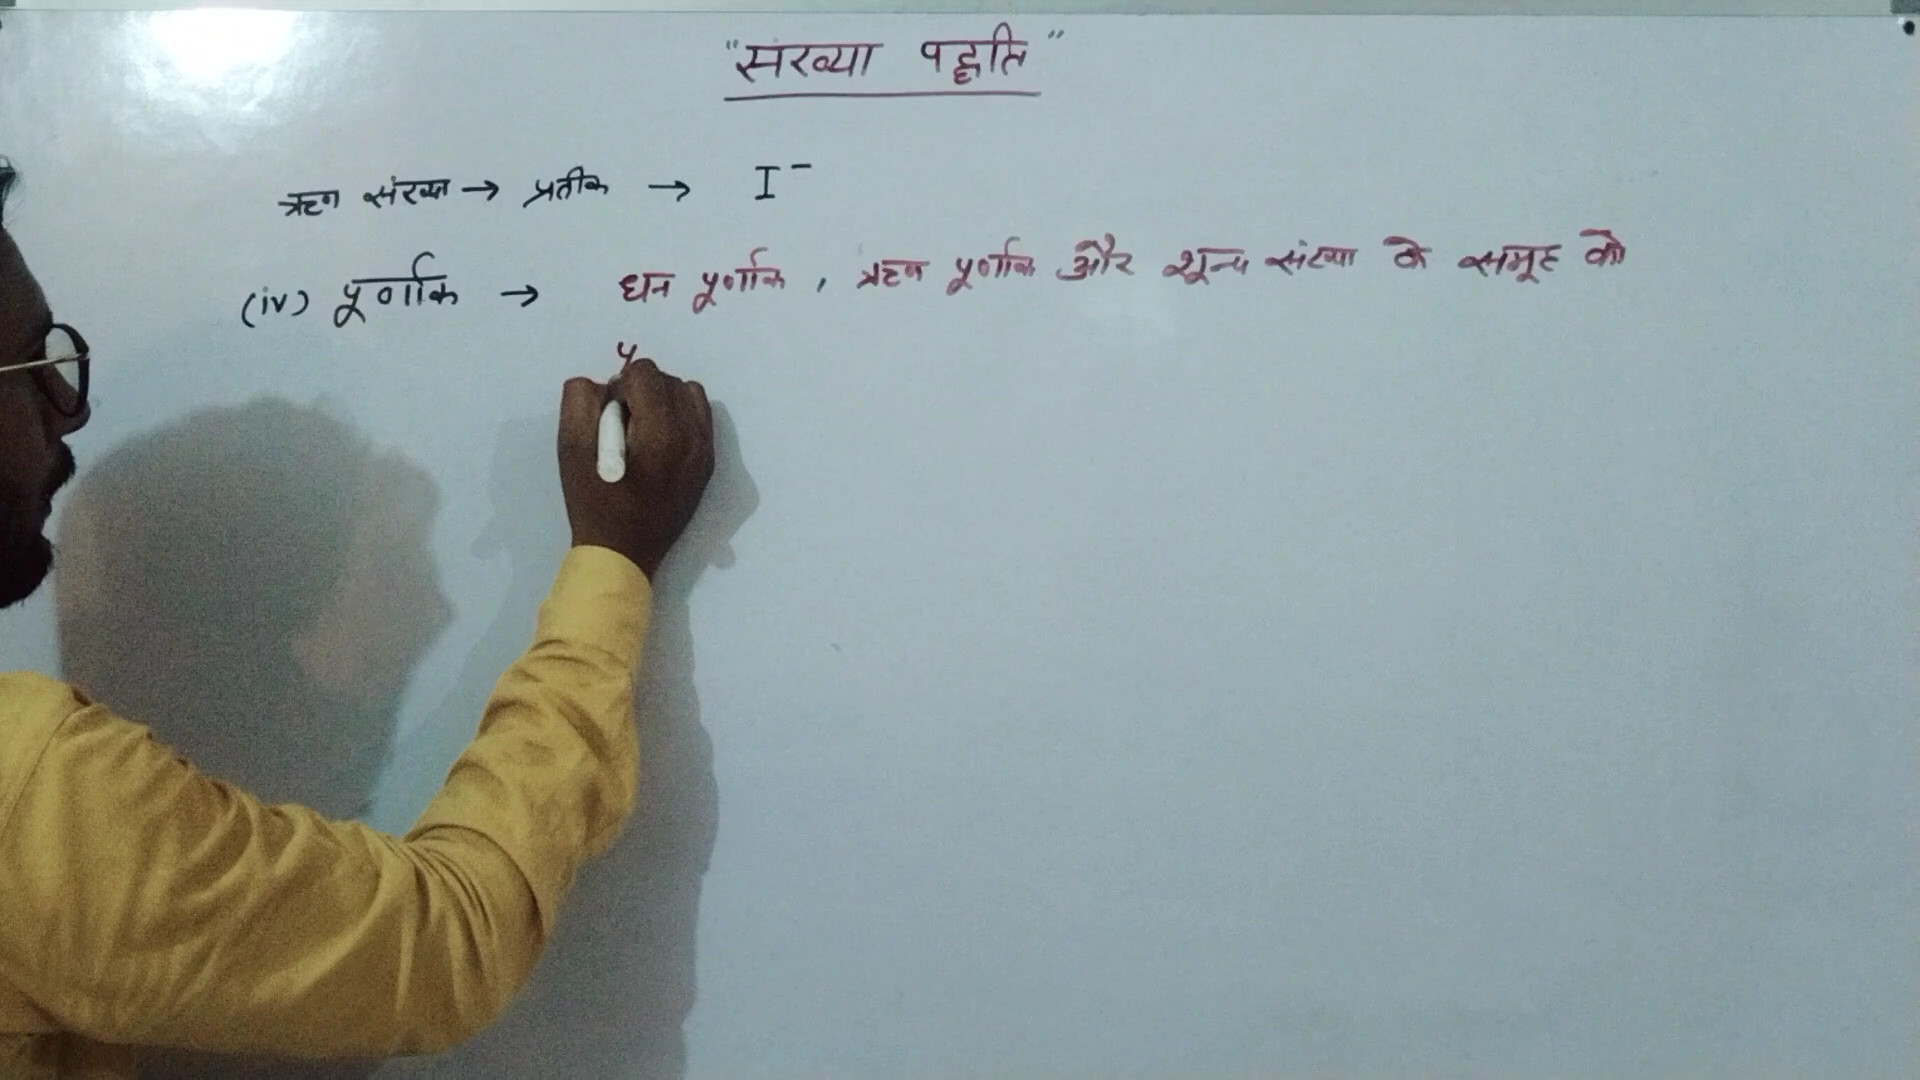 "संख्या पद्धति"
ऋण संख्या → प्रतीक → I⁻
(iv) पूर्णांक → धन पूर्णांक, ऋण पूर्णांक और शून्य संख्या के समूह को